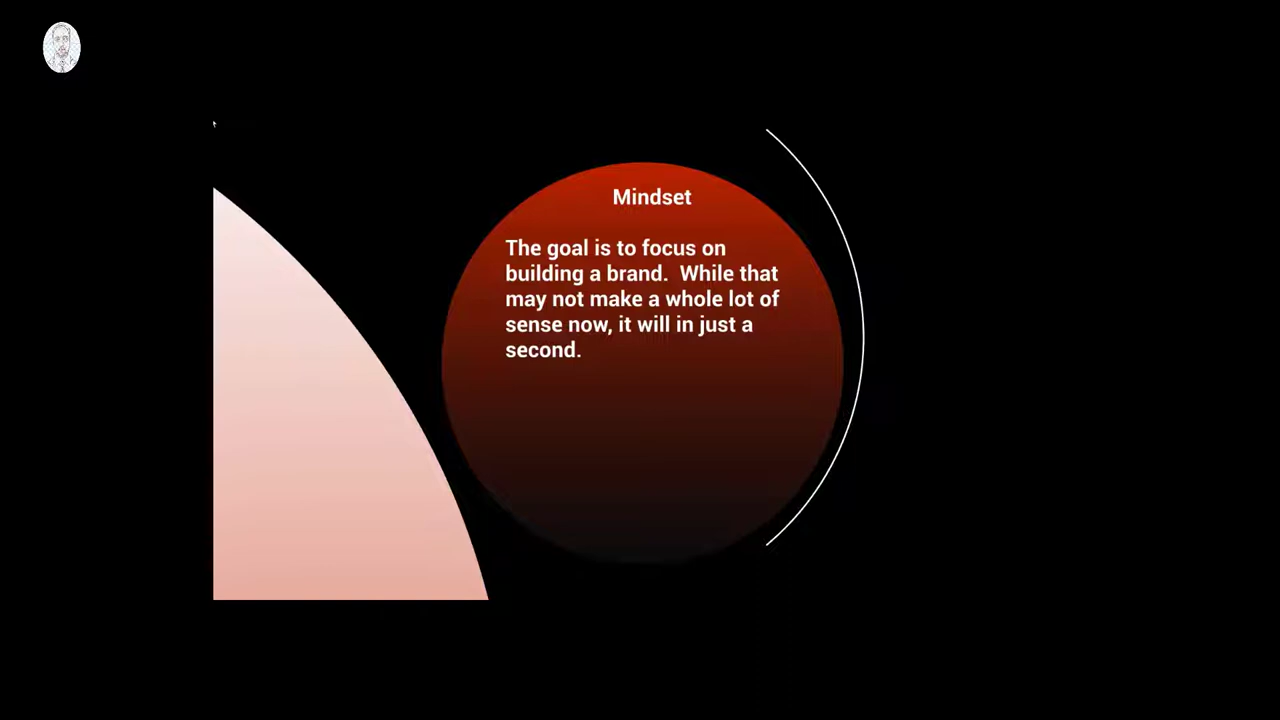 Mindset
The goal is to focus on
building a brand.  While that
may not make a whole lot of
sense now, it will in just a
second.